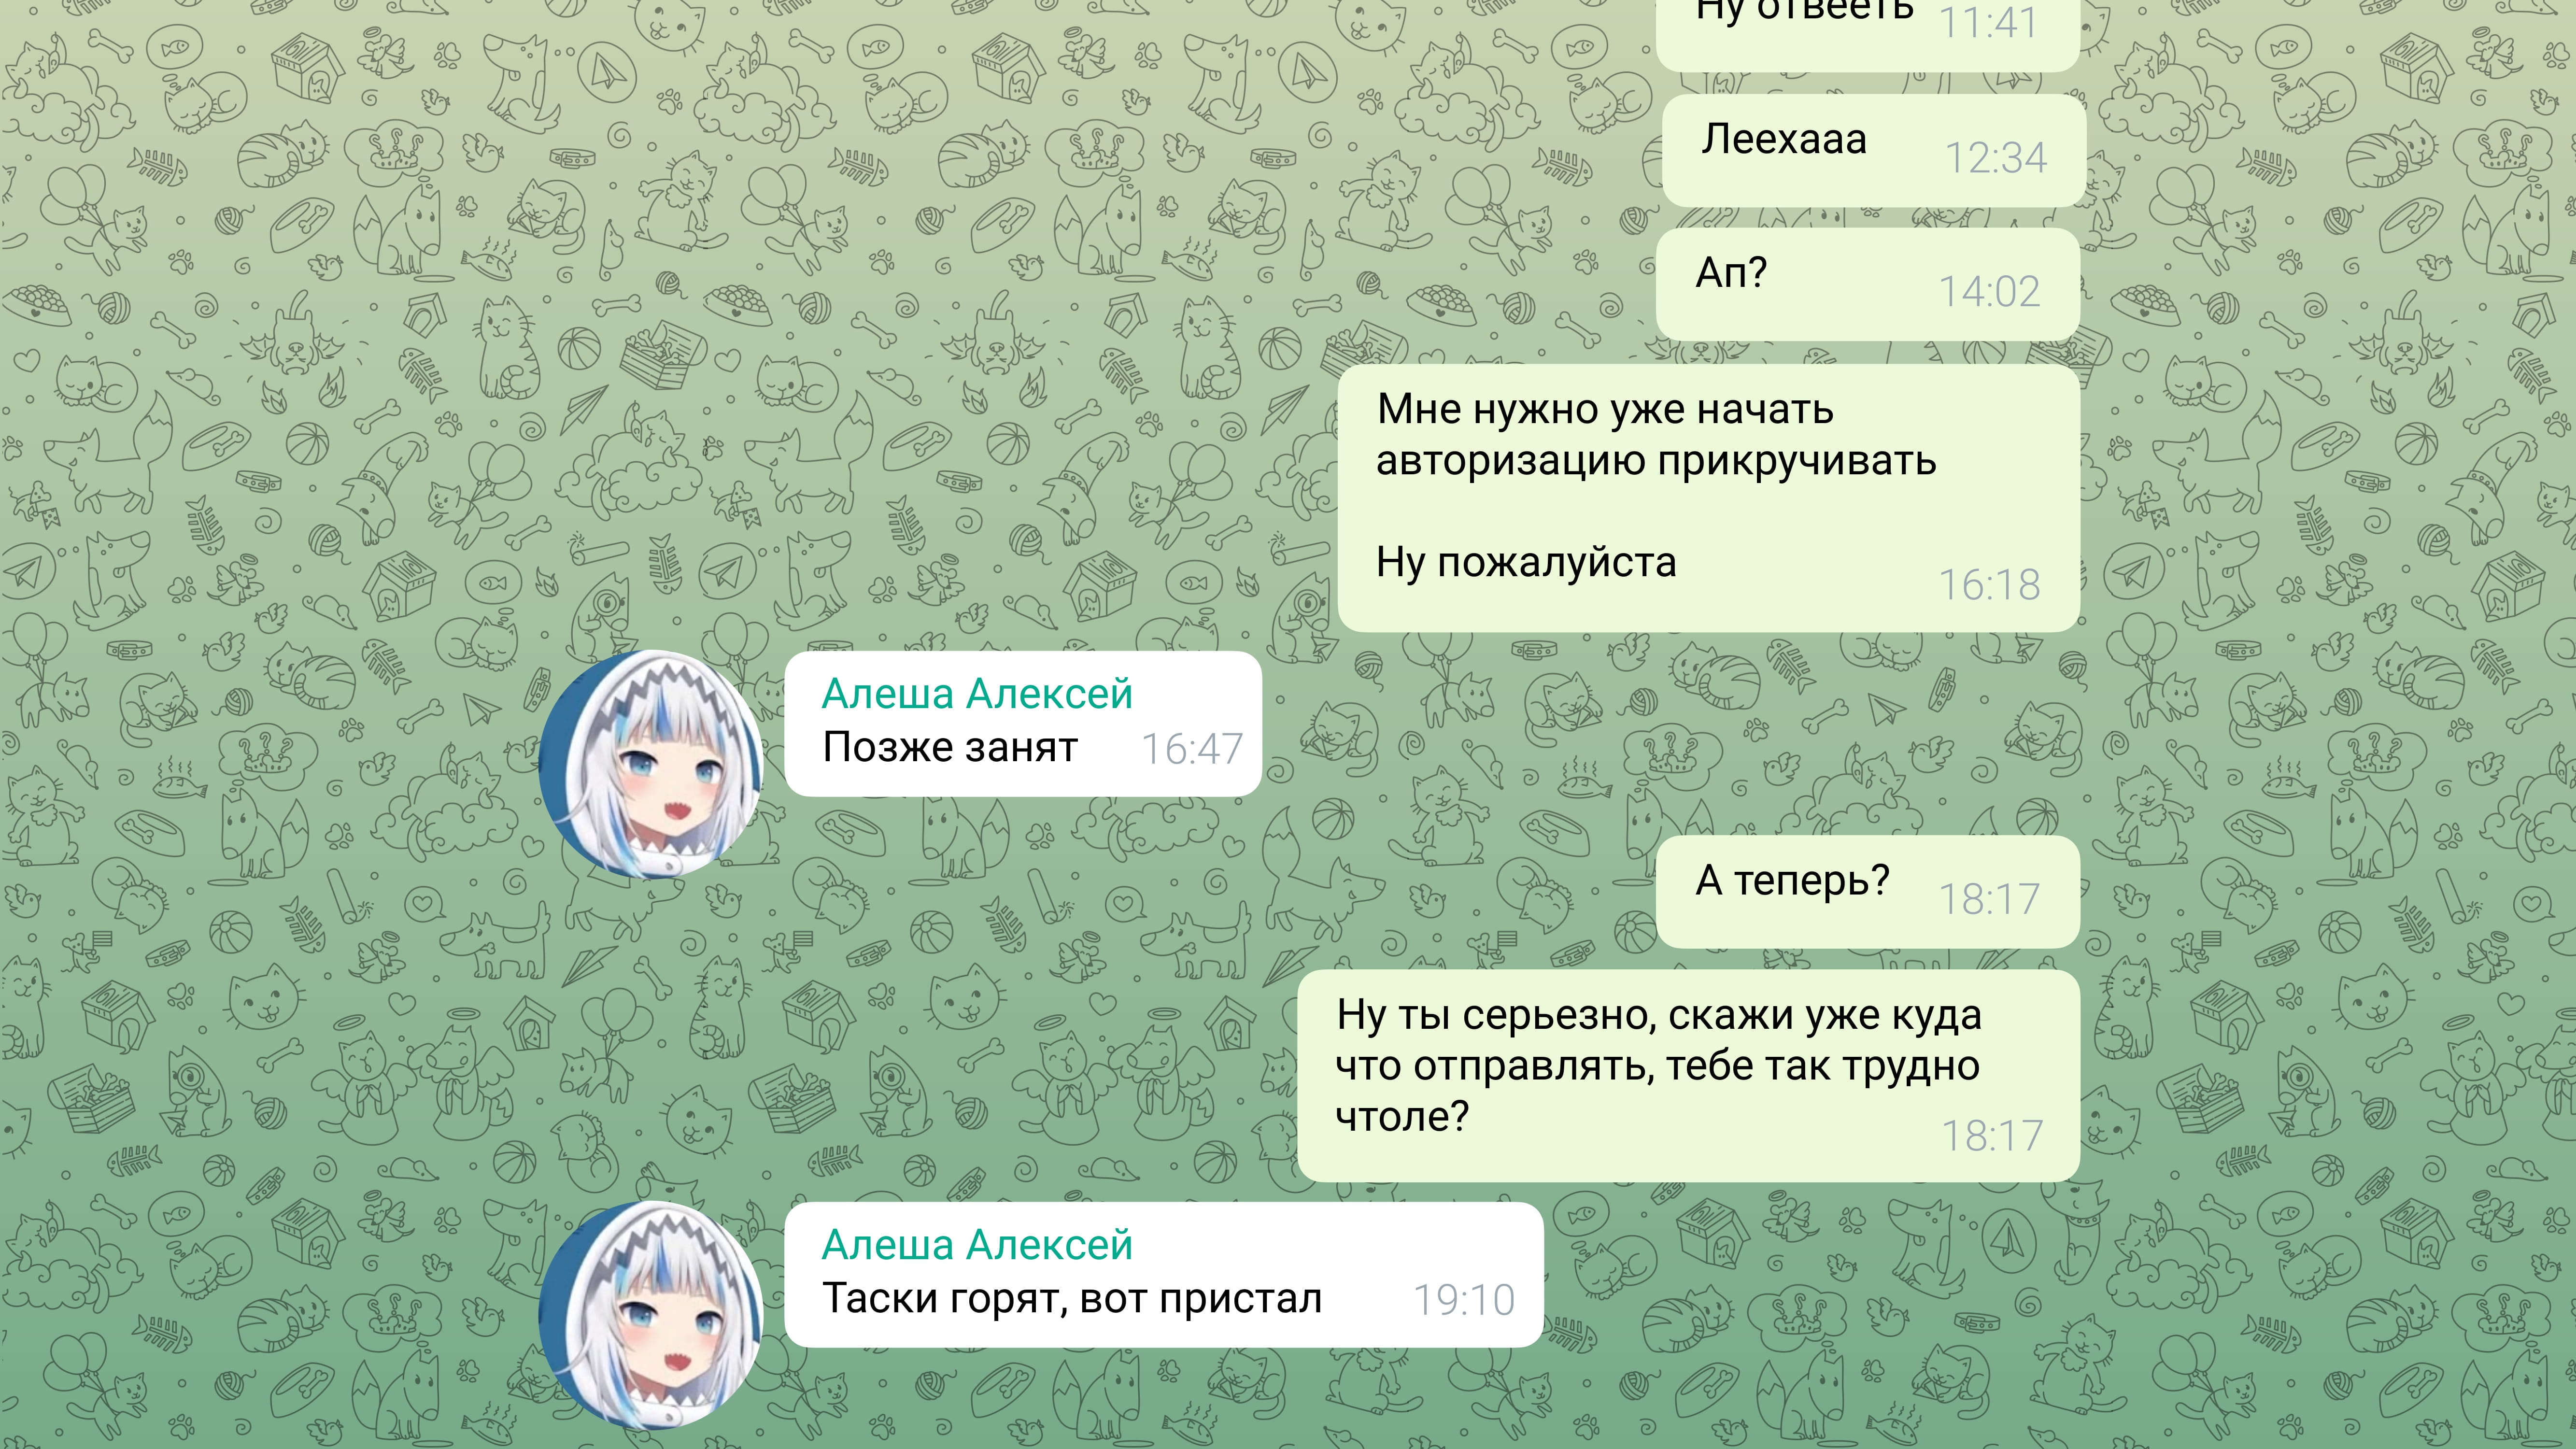 Ну отвееть 11:41
Леехааа 12:34
Ап? 14:02
Мне нужно уже начать
авторизацию прикручивать
Ну пожалуйста 16:18
Алеша Алексей
Позже занят 16:47
А теперь? 18:17
Ну ты серьезно, скажи уже куда
что отправлять, тебе так трудно
чтоле? 18:17
Алеша Алексей
Таски горят, вот пристал 19:10